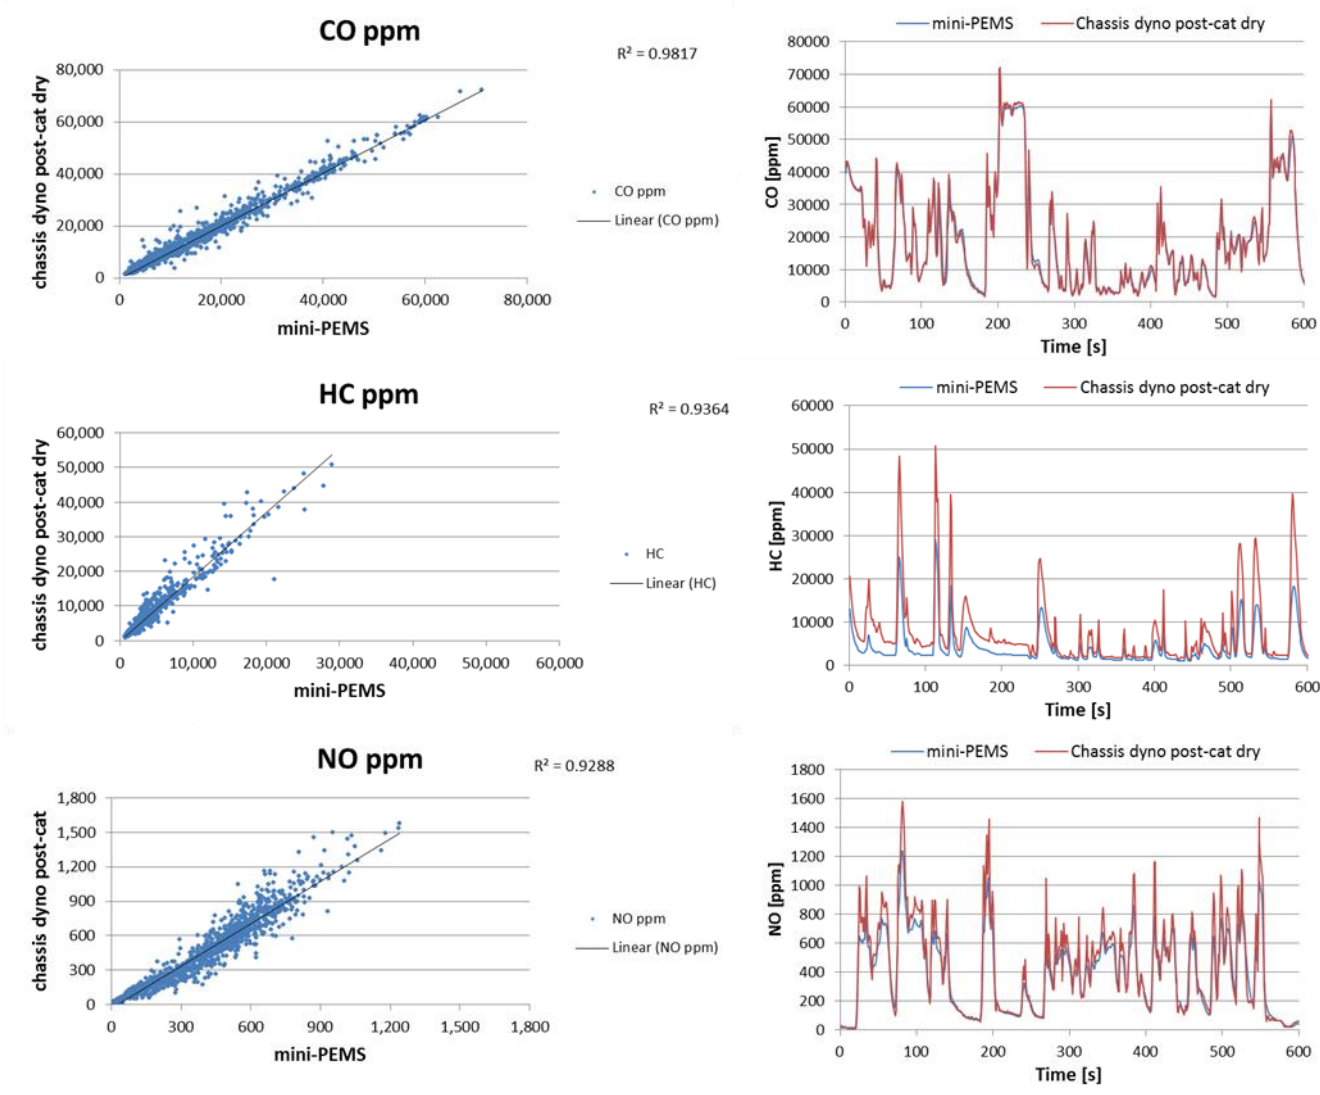 CO ppm
R² = 0.9817
chassis dyno post-cat dry
80,000
60,000
40,000
20,000
0
0 20,000 40,000 60,000 80,000
mini-PEMS
CO ppm
Linear (CO ppm)
mini-PEMS Chassis dyno post-cat dry
CO [ppm]
80000
70000
60000
50000
40000
30000
20000
10000
0
0 100 200 300 400 500 600
Time [s]
HC ppm
R² = 0.9364
chassis dyno post-cat dry
60,000
50,000
40,000
30,000
20,000
10,000
0
0 10,000 20,000 30,000 40,000 50,000 60,000
mini-PEMS
HC
Linear (HC)
mini-PEMS Chassis dyno post-cat dry
HC [ppm]
60000
50000
40000
30000
20000
10000
0
0 100 200 300 400 500 600
Time [s]
NO ppm
R² = 0.9288
chassis dyno post-cat
1,800
1,500
1,200
900
600
300
0
0 300 600 900 1,200 1,500 1,800
mini-PEMS
NO ppm
Linear (NO ppm)
mini-PEMS Chassis dyno post-cat dry
NO [ppm]
1800
1600
1400
1200
1000
800
600
400
200
0
0 100 200 300 400 500 600
Time [s]